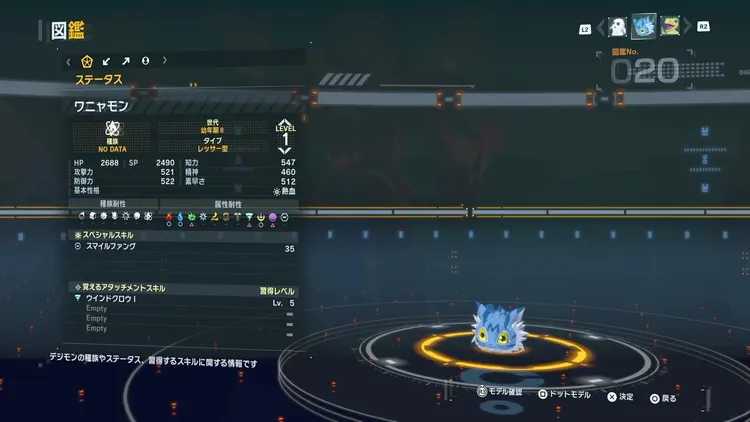 図鑑
L2
R2
図鑑No.
020
ステータス
ワニャモン
種族
NO DATA
世代
幼年期Ⅱ
タイプ
レッサー型
LEVEL
1
HP 2688 SP 2490 知力 547
攻撃力 521 精神 460
防御力 522 素早さ 512
基本性格 熱血
種族耐性 属性耐性
スペシャルスキル
スマイルファング 35
覚えるアタッチメントスキル 習得レベル
ウインドクロウⅠ Lv. 5
Empty
Empty
Empty
デジモンの種族やステータス、習得するスキルに関する情報です
R3 モデル確認 ドットモデル 決定 戻る